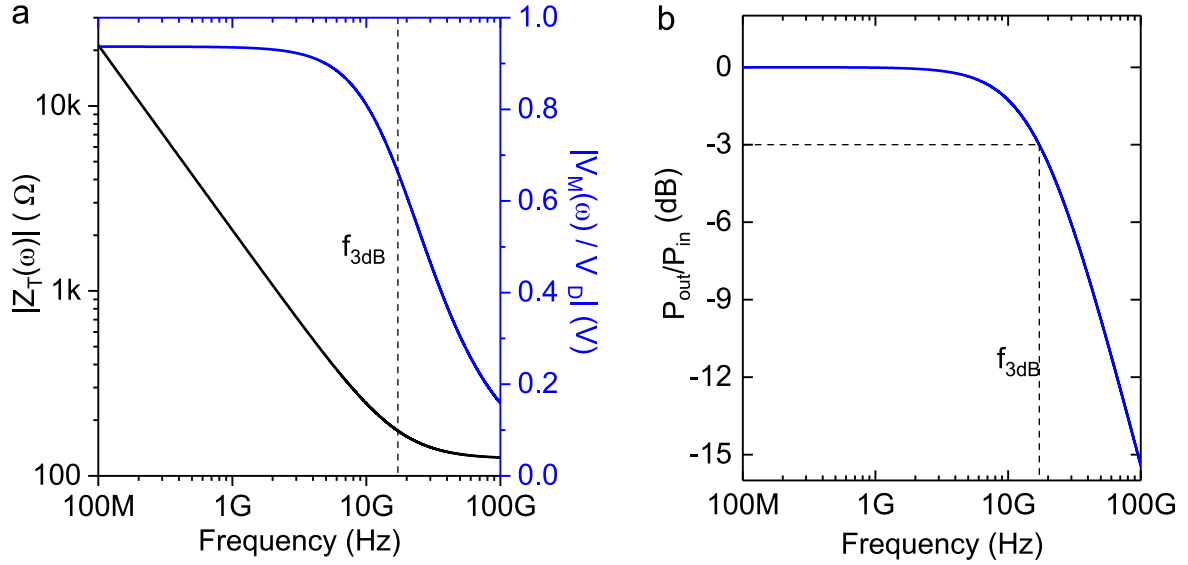 a
|Z_T(ω)| (Ω)
10k
1k
100
100M
1G
10G
100G
Frequency (Hz)
f_3dB
1.0
0.8
0.6
0.4
0.2
0.0
|V_M(ω) / V_D| (V)
b
P_out/P_in (dB)
0
-3
-6
-9
-12
-15
100M
1G
10G
100G
Frequency (Hz)
f_3dB